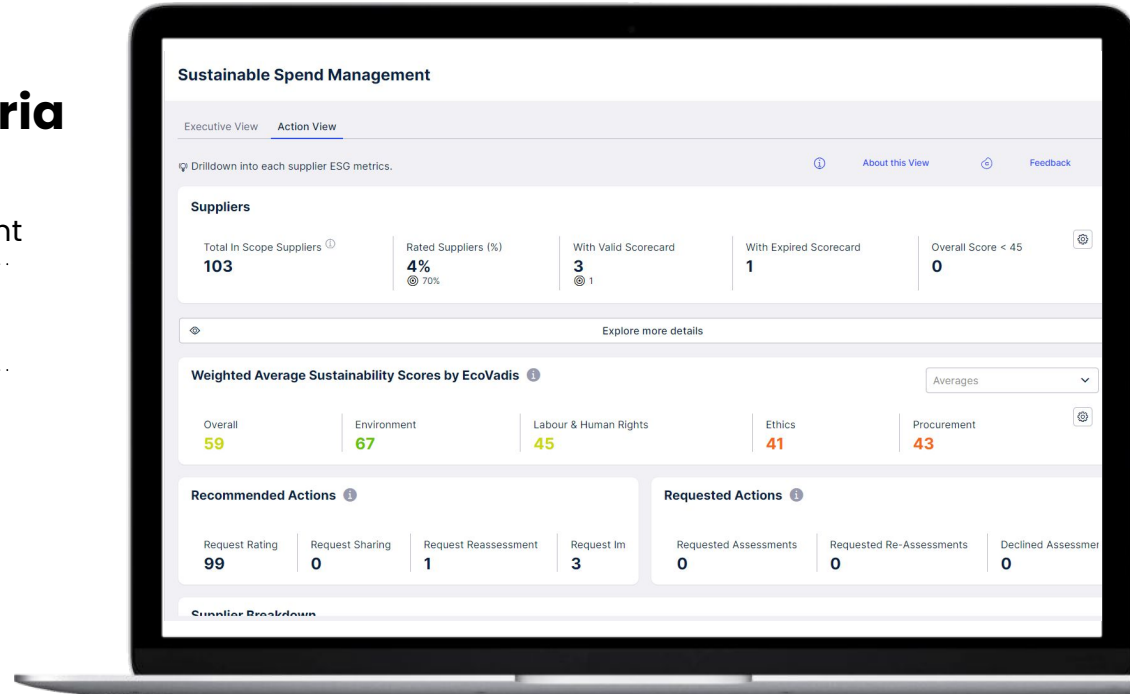 ria
nt
Sustainable Spend Management
Executive View Action View
Drilldown into each supplier ESG metrics. About this View Feedback
Suppliers
Total In Scope Suppliers Rated Suppliers (%) With Valid Scorecard With Expired Scorecard Overall Score < 45
103 4% 3 1 0
70% 1
Explore more details
Weighted Average Sustainability Scores by EcoVadis Averages
Overall Environment Labour & Human Rights Ethics Procurement
59 67 45 41 43
Recommended Actions Requested Actions
Request Rating Request Sharing Request Reassessment Request Im Requested Assessments Requested Re-Assessments Declined Assessmer
99 0 1 3 0 0 0
Supplier Breakdown